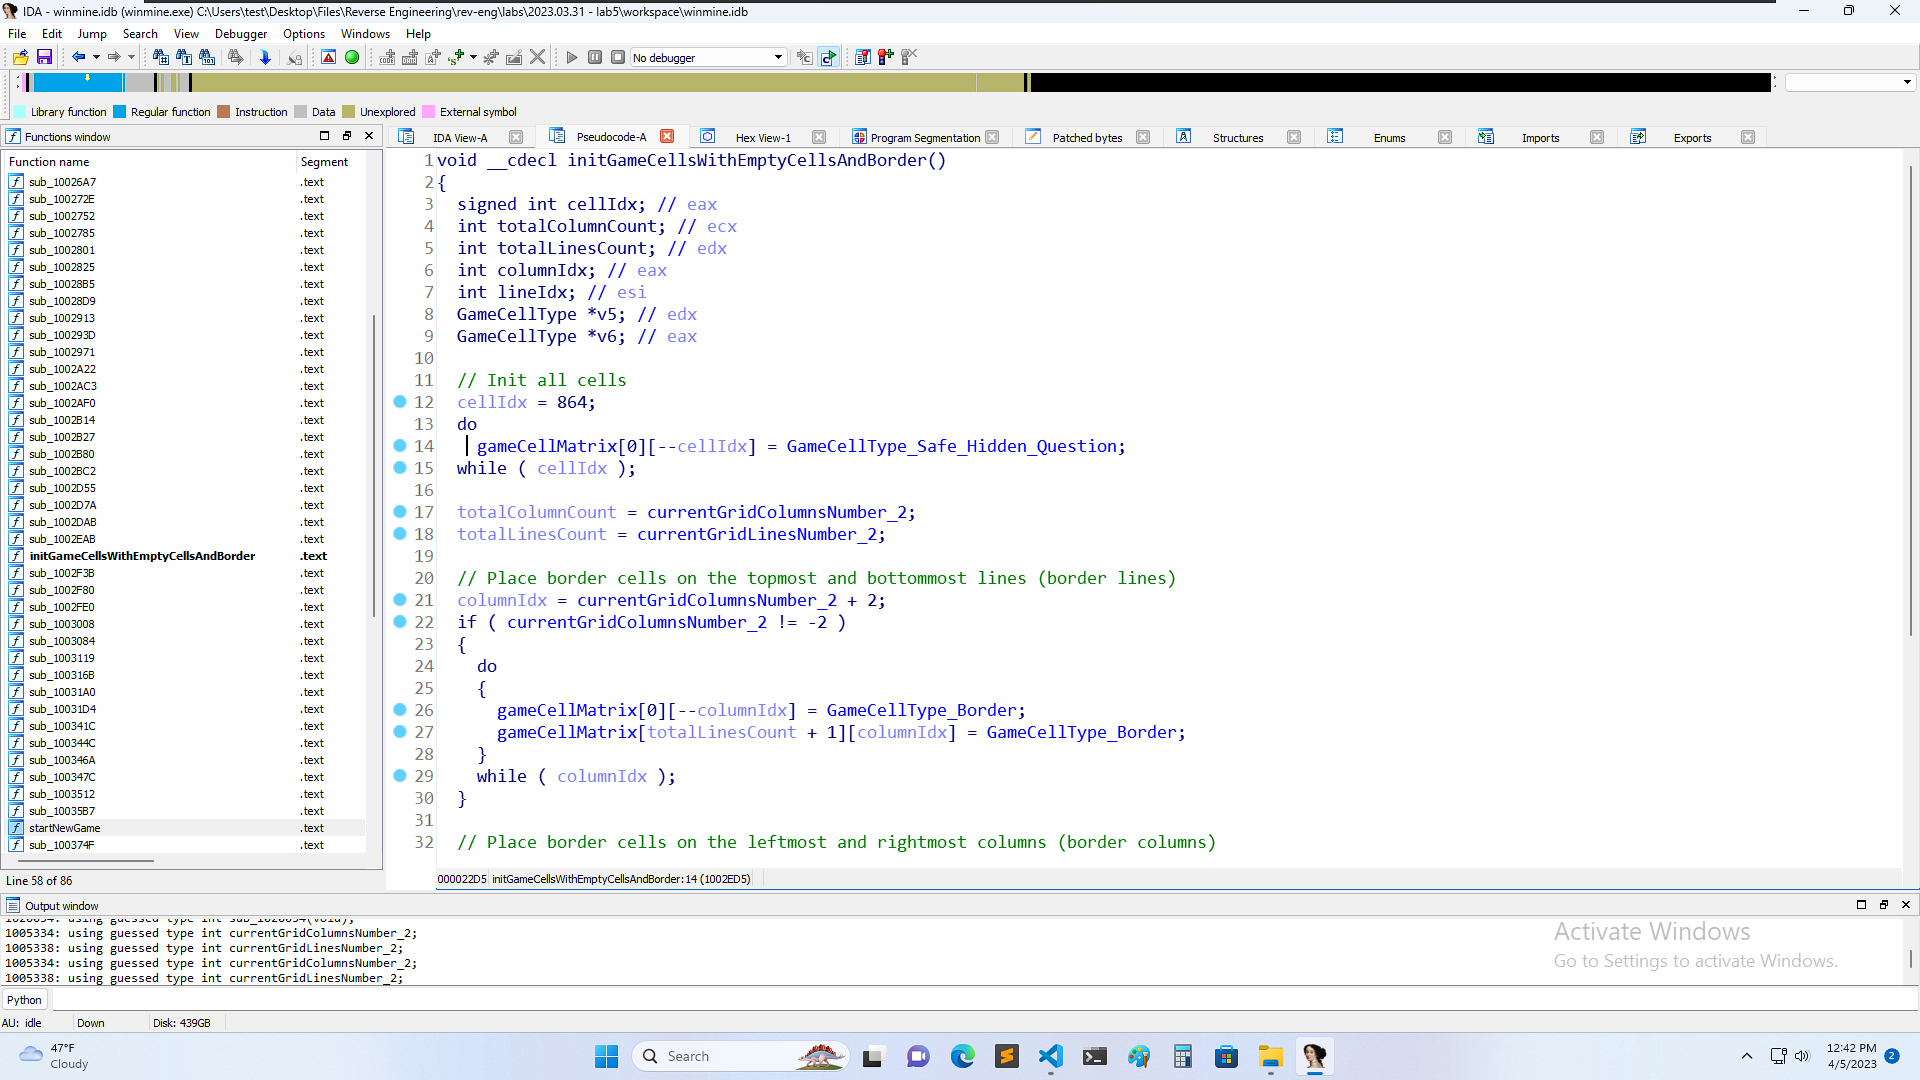 IDA - winmine.idb (winmine.exe) C:\Users\test\Desktop\Files\Reverse Engineering\rev-eng\labs\2023.03.31 - lab5\workspace\winmine.idb
File Edit Jump Search View Debugger Options Windows Help
No debugger
Library function Regular function Instruction Data Unexplored External symbol
Functions window
IDA View-A Pseudocode-A Hex View-1 Program Segmentation Patched bytes Structures Enums Imports Exports
Function name Segment
sub_10026A7 .text
sub_100272E .text
sub_1002752 .text
sub_1002785 .text
sub_1002801 .text
sub_1002825 .text
sub_10028B5 .text
sub_10028D9 .text
sub_1002913 .text
sub_100293D .text
sub_1002971 .text
sub_1002A22 .text
sub_1002AC3 .text
sub_1002AF0 .text
sub_1002B14 .text
sub_1002B27 .text
sub_1002B80 .text
sub_1002BC2 .text
sub_1002D55 .text
sub_1002D7A .text
sub_1002DAB .text
sub_1002EAB .text
initGameCellsWithEmptyCellsAndBorder .text
sub_1002F3B .text
sub_1002F80 .text
sub_1002FE0 .text
sub_1003008 .text
sub_1003084 .text
sub_1003119 .text
sub_100316B .text
sub_10031A0 .text
sub_10031D4 .text
sub_100341C .text
sub_100344C .text
sub_100346A .text
sub_100347C .text
sub_1003512 .text
sub_10035B7 .text
startNewGame .text
sub_100374F .text
Line 58 of 86
1 void __cdecl initGameCellsWithEmptyCellsAndBorder()
2 {
3 signed int cellIdx; // eax
4 int totalColumnCount; // ecx
5 int totalLinesCount; // edx
6 int columnIdx; // eax
7 int lineIdx; // esi
8 GameCellType *v5; // edx
9 GameCellType *v6; // eax
10
11 // Init all cells
12 cellIdx = 864;
13 do
14 gameCellMatrix[0][--cellIdx] = GameCellType_Safe_Hidden_Question;
15 while ( cellIdx );
16
17 totalColumnCount = currentGridColumnsNumber_2;
18 totalLinesCount = currentGridLinesNumber_2;
19
20 // Place border cells on the topmost and bottommost lines (border lines)
21 columnIdx = currentGridColumnsNumber_2 + 2;
22 if ( currentGridColumnsNumber_2 != -2 )
23 {
24 do
25 {
26 gameCellMatrix[0][--columnIdx] = GameCellType_Border;
27 gameCellMatrix[totalLinesCount + 1][columnIdx] = GameCellType_Border;
28 }
29 while ( columnIdx );
30 }
31
32 // Place border cells on the leftmost and rightmost columns (border columns)
000022D5 initGameCellsWithEmptyCellsAndBorder:14 (1002ED5)
Output window
1005334: using guessed type int currentGridColumnsNumber_2;
1005338: using guessed type int currentGridLinesNumber_2;
1005334: using guessed type int currentGridColumnsNumber_2;
1005338: using guessed type int currentGridLinesNumber_2;
Activate Windows
Go to Settings to activate Windows.
Python
AU: idle Down Disk: 439GB
47°F
Cloudy
Search
12:42 PM
4/5/2023
2